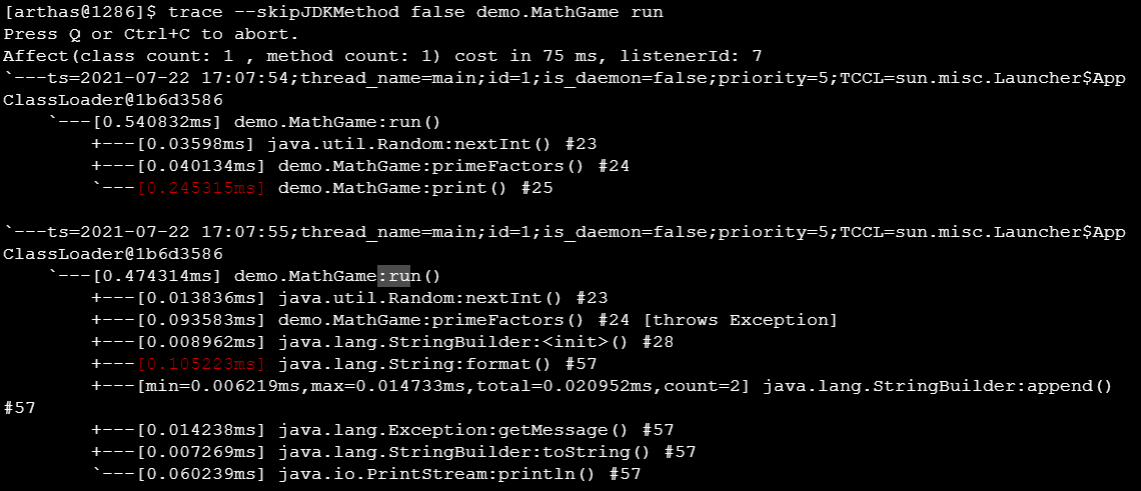 [arthas@1286]$ trace --skipJDKMethod false demo.MathGame run
Press Q or Ctrl+C to abort.
Affect(class count: 1 , method count: 1) cost in 75 ms, listenerId: 7
`---ts=2021-07-22 17:07:54;thread_name=main;id=1;is_daemon=false;priority=5;TCCL=sun.misc.Launcher$App
ClassLoader@1b6d3586
    `---[0.540832ms] demo.MathGame:run()
        +---[0.03598ms] java.util.Random:nextInt() #23
        +---[0.040134ms] demo.MathGame:primeFactors() #24
        `---[0.245315ms] demo.MathGame:print() #25

`---ts=2021-07-22 17:07:55;thread_name=main;id=1;is_daemon=false;priority=5;TCCL=sun.misc.Launcher$App
ClassLoader@1b6d3586
    `---[0.474314ms] demo.MathGame:run()
        +---[0.013836ms] java.util.Random:nextInt() #23
        +---[0.093583ms] demo.MathGame:primeFactors() #24 [throws Exception]
        +---[0.008962ms] java.lang.StringBuilder:<init>() #28
        +---[0.105223ms] java.lang.String:format() #57
        +---[min=0.006219ms,max=0.014733ms,total=0.020952ms,count=2] java.lang.StringBuilder:append()
#57
        +---[0.014238ms] java.lang.Exception:getMessage() #57
        +---[0.007269ms] java.lang.StringBuilder:toString() #57
        `---[0.060239ms] java.io.PrintStream:println() #57